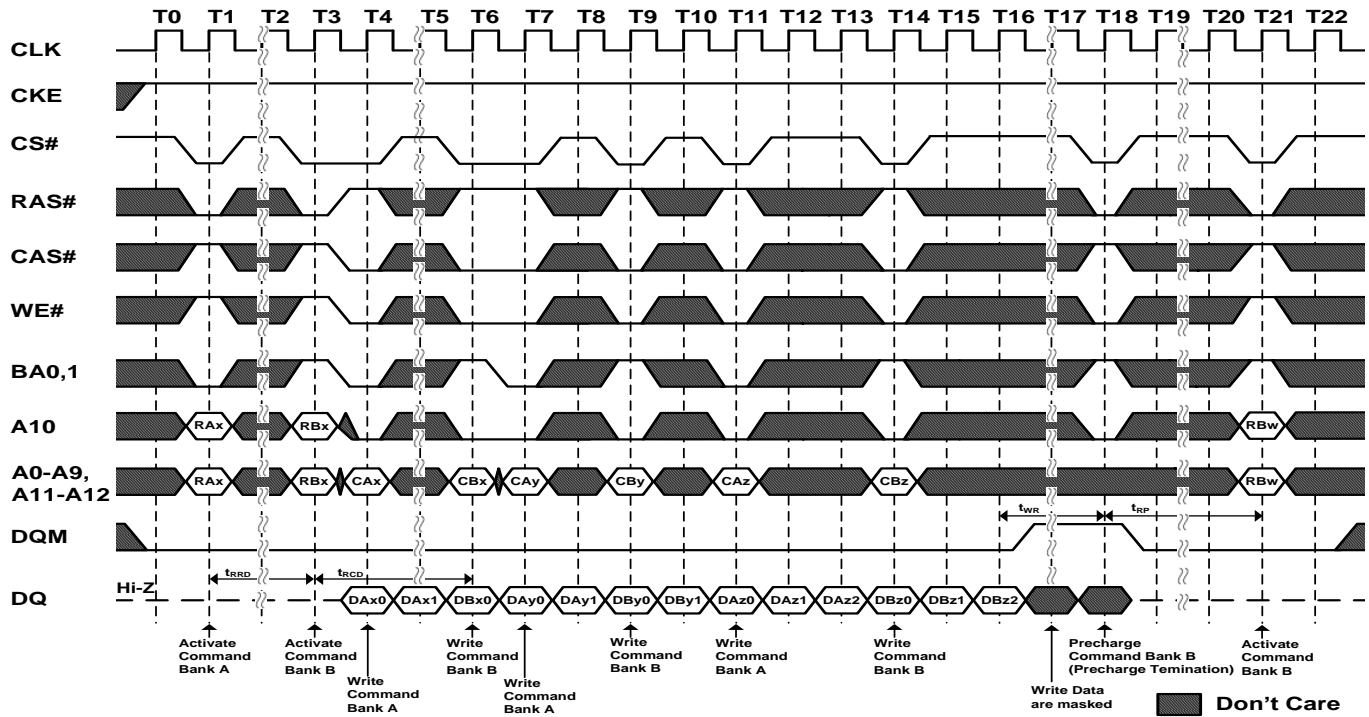 T0 T1 T2 T3 T4 T5 T6 T7 T8 T9 T10 T11 T12 T13 T14 T15 T16 T17 T18 T19 T20 T21 T22
CLK
CKE
CS#
RAS#
CAS#
WE#
BA0,1
A10 RAx RBx RBw
A0-A9,
A11-A12 RAx RBx CAx CBx CAy CBy CAz CBz RBw
tWR tRP
DQM
tRRD tRCD
DQ Hi-Z DAx0 DAx1 DBx0 DAy0 DAy1 DBy0 DBy1 DAz0 DAz1 DAz2 DBz0 DBz1 DBz2
Activate
Command
Bank A
Activate
Command
Bank B
Write
Command
Bank A
Write
Command
Bank B
Write
Command
Bank A
Write
Command
Bank B
Write
Command
Bank A
Write
Command
Bank B
Write Data
are masked
Precharge
Command Bank B
(Precharge Temination)
Activate
Command
Bank B
Don't Care